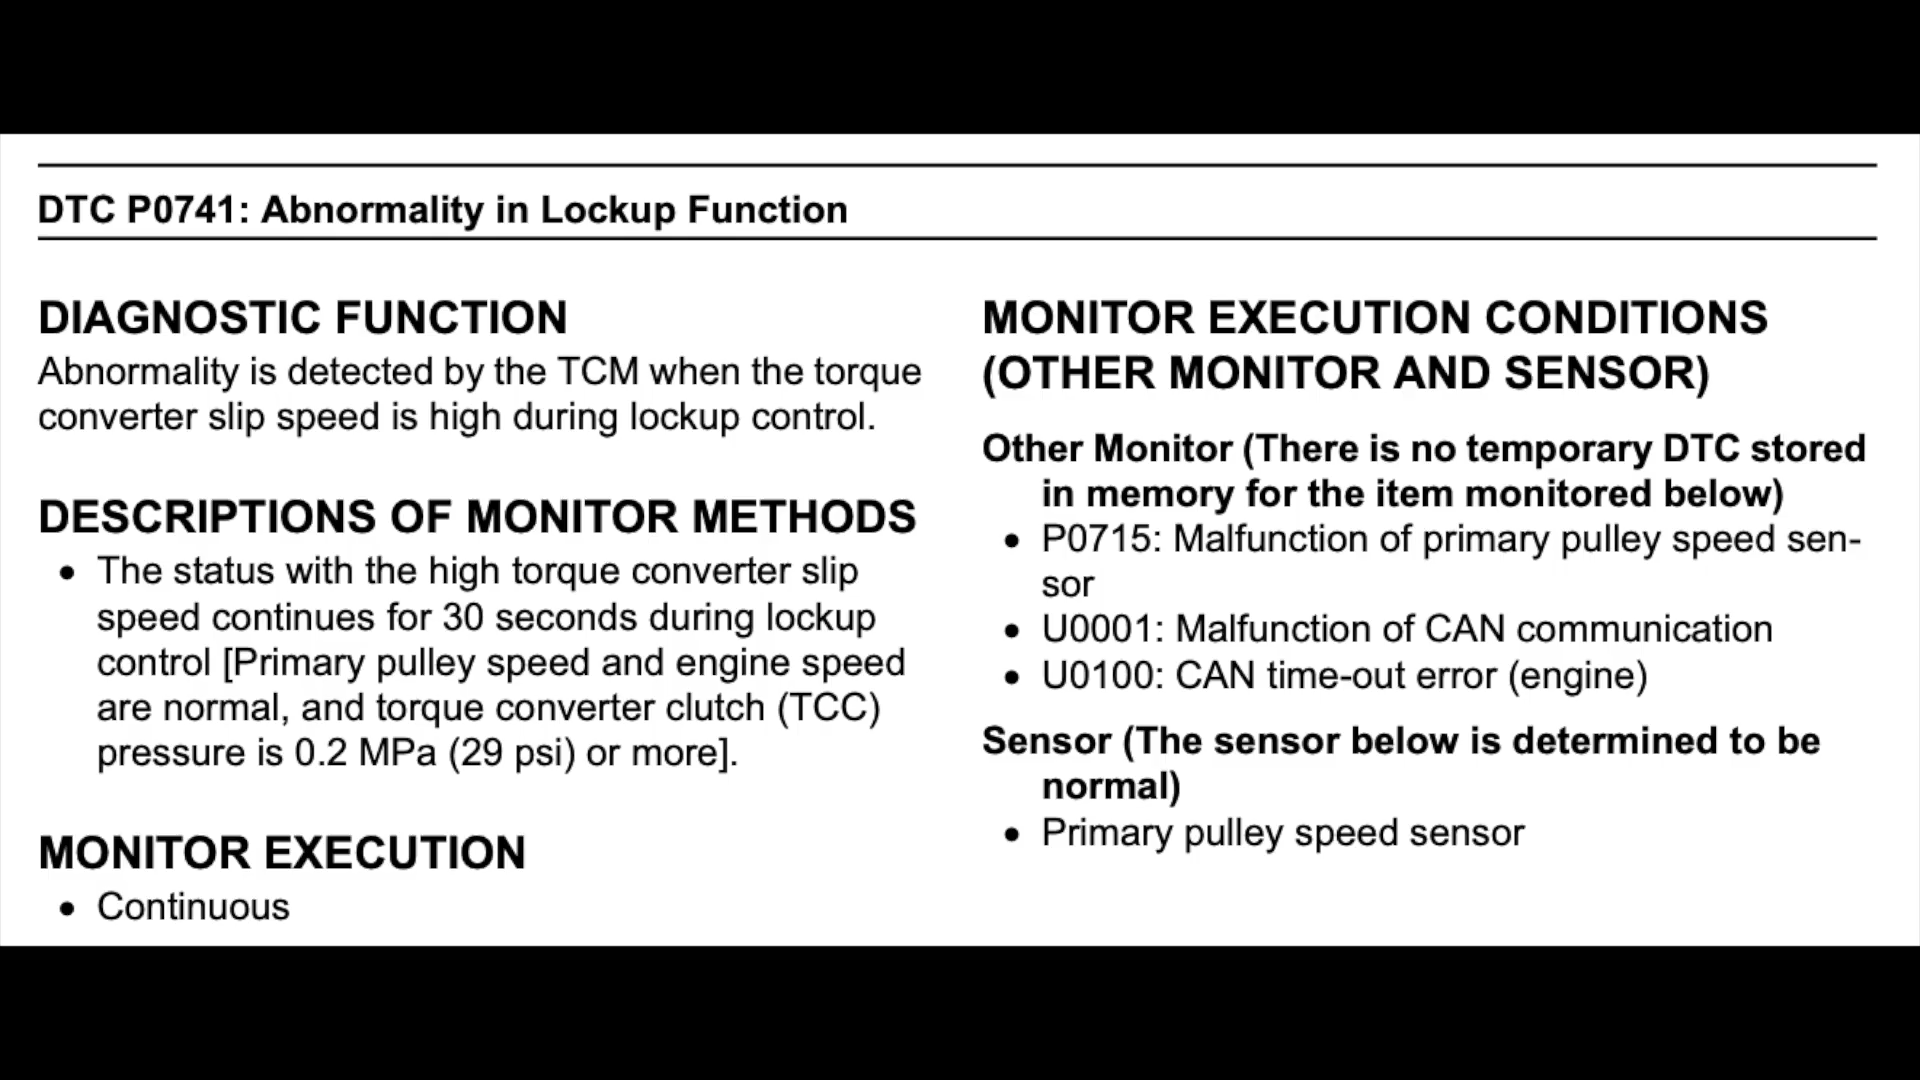 DTC P0741: Abnormality in Lockup Function
DIAGNOSTIC FUNCTION
Abnormality is detected by the TCM when the torque
converter slip speed is high during lockup control.
DESCRIPTIONS OF MONITOR METHODS
• The status with the high torque converter slip
speed continues for 30 seconds during lockup
control [Primary pulley speed and engine speed
are normal, and torque converter clutch (TCC)
pressure is 0.2 MPa (29 psi) or more].
MONITOR EXECUTION
• Continuous
MONITOR EXECUTION CONDITIONS
(OTHER MONITOR AND SENSOR)
Other Monitor (There is no temporary DTC stored
in memory for the item monitored below)
• P0715: Malfunction of primary pulley speed sen-
sor
• U0001: Malfunction of CAN communication
• U0100: CAN time-out error (engine)
Sensor (The sensor below is determined to be
normal)
• Primary pulley speed sensor